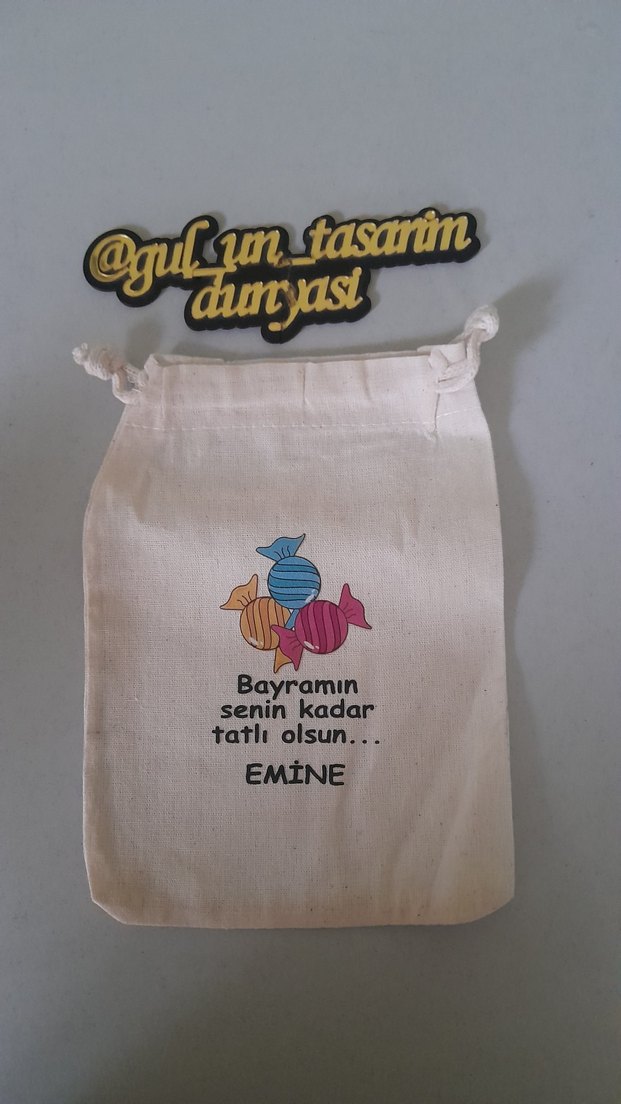 @gul_un_tasarim
dunyasi
Bayramın
senin kadar
tatlı olsun...
EMİNE